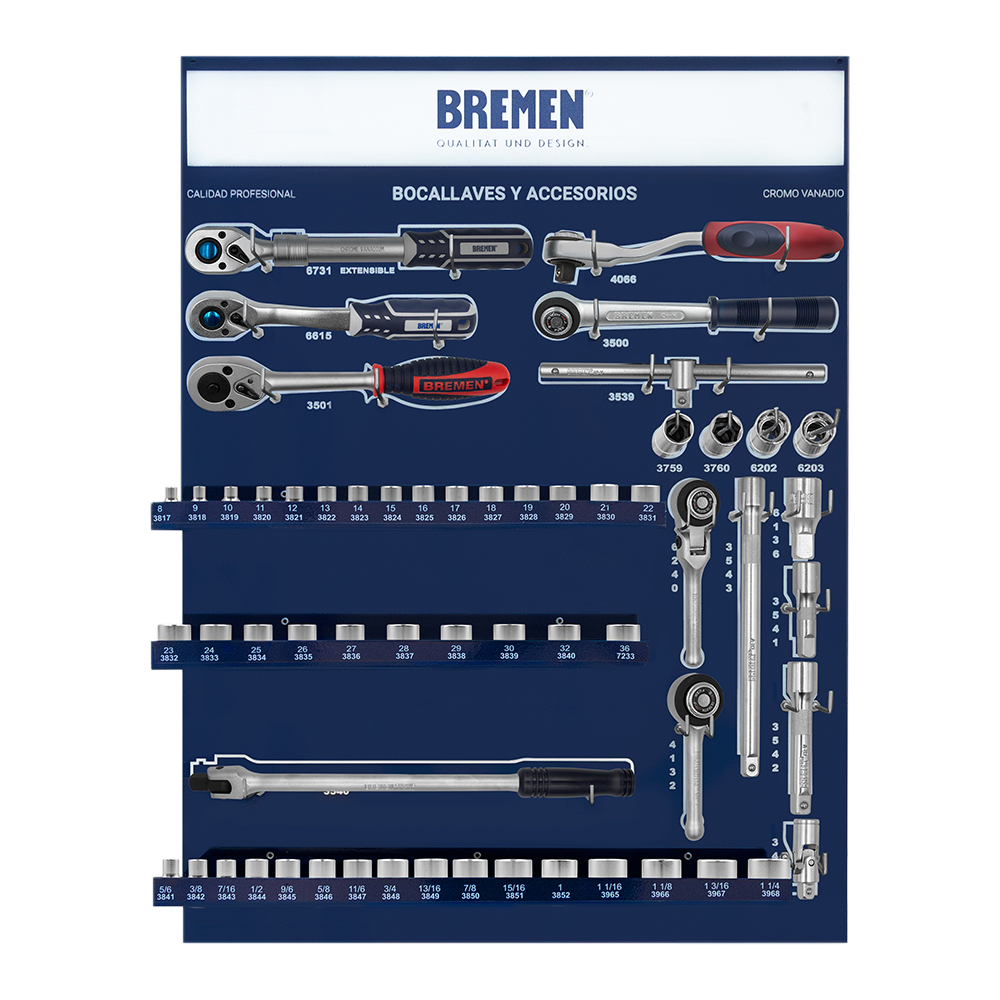 BREMEN
QUALITAT UND DESIGN.
CALIDAD PROFESIONAL
BOCALLAVES Y ACCESORIOS
CROMO VANADIO
CHROME VANADIUM
BREMEN
6731 EXTENSIBLE
4066
BREMEN
6615
BREMEN
3500
BREMEN
3501
3539
3759 3760 6202 6203
8 9 10 11 12 13 14 15 16 17 18 19 20 21 22
3817 3818 3819 3820 3821 3822 3823 3824 3825 3826 3827 3828 3829 3830 3831
6240
3543
6136
3541
23 24 25 26 27 28 29 30 32 36
3832 3833 3834 3835 3836 3837 3838 3839 3840 7233
4132
3542
3540
5/6 3/8 7/16 1/2 9/6 5/8 11/6 3/4 13/16 7/8 15/16 1 1 1/16 1 1/8 1 3/16 1 1/4
3841 3842 3843 3844 3845 3846 3847 3848 3849 3850 3851 3852 3965 3966 3967 3968